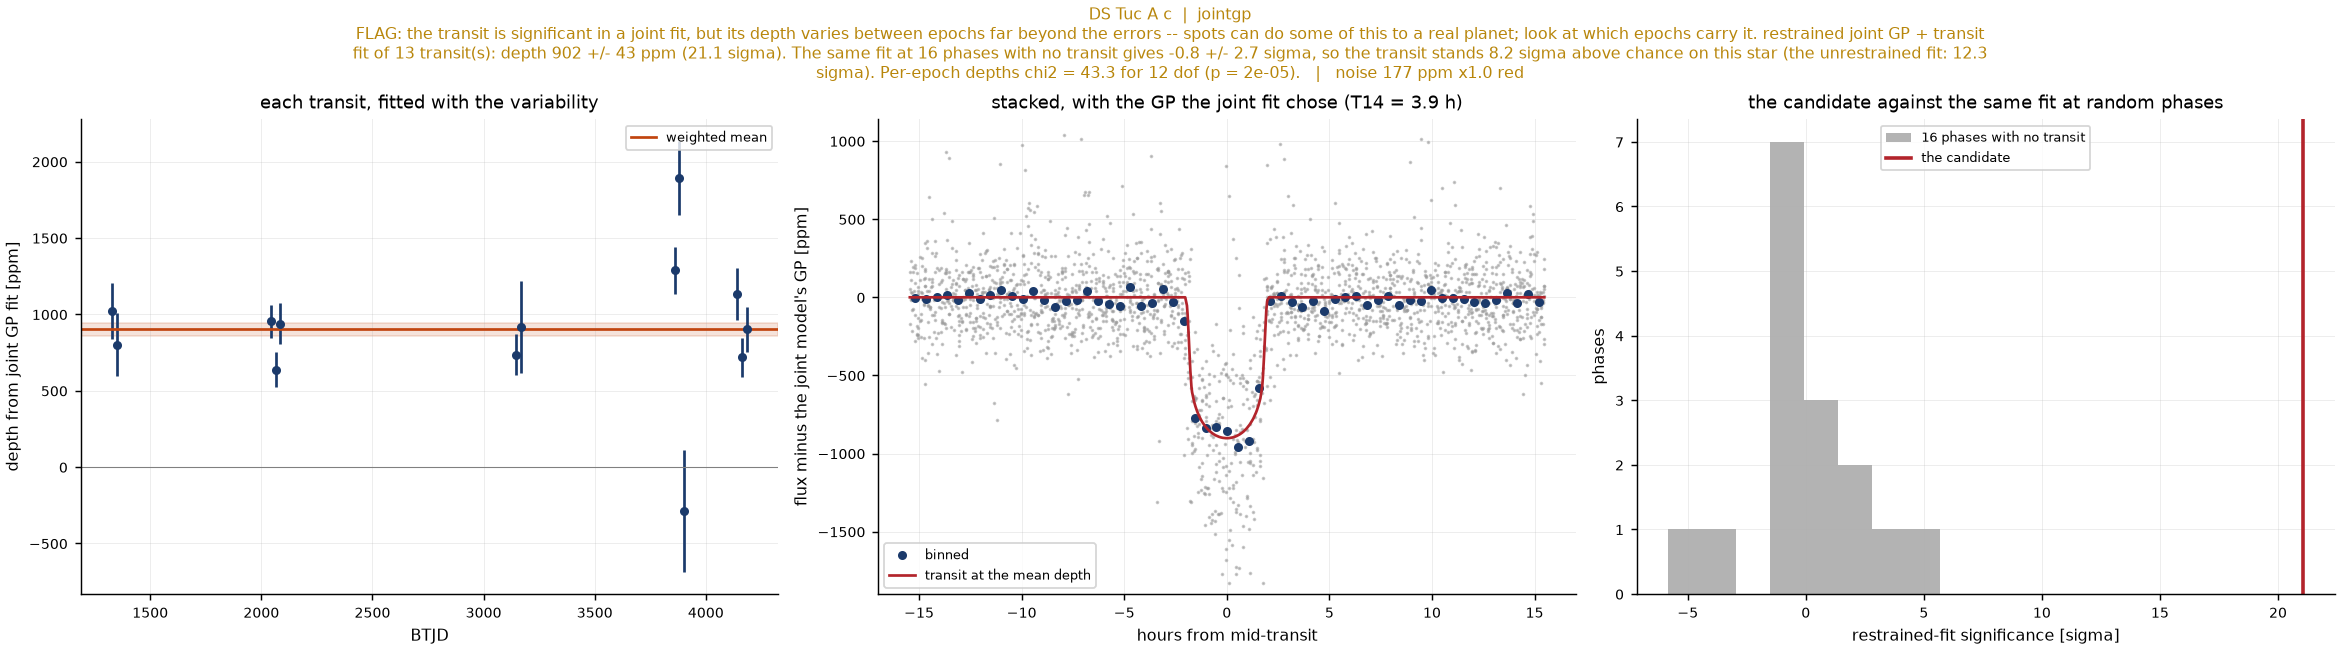 DS Tuc A c | jointgp
FLAG: the transit is significant in a joint fit, but its depth varies between epochs far beyond the errors -- spots can do some of this to a real planet; look at which epochs carry it. restrained joint GP + transit
fit of 13 transit(s): depth 902 +/- 43 ppm (21.1 sigma). The same fit at 16 phases with no transit gives -0.8 +/- 2.7 sigma, so the transit stands 8.2 sigma above chance on this star (the unrestrained fit: 12.3
sigma). Per-epoch depths chi2 = 43.3 for 12 dof (p = 2e-05). | noise 177 ppm x1.0 red
each transit, fitted with the variability
weighted mean
depth from joint GP fit [ppm]
2000
1500
1000
500
0
−500
1500 2000 2500 3000 3500 4000
BTJD
stacked, with the GP the joint fit chose (T14 = 3.9 h)
flux minus the joint model's GP [ppm]
1000
500
0
−500
−1000
−1500
binned
transit at the mean depth
−15 −10 −5 0 5 10 15
hours from mid-transit
the candidate against the same fit at random phases
16 phases with no transit
the candidate
phases
7
6
5
4
3
2
1
0
−5 0 5 10 15 20
restrained-fit significance [sigma]